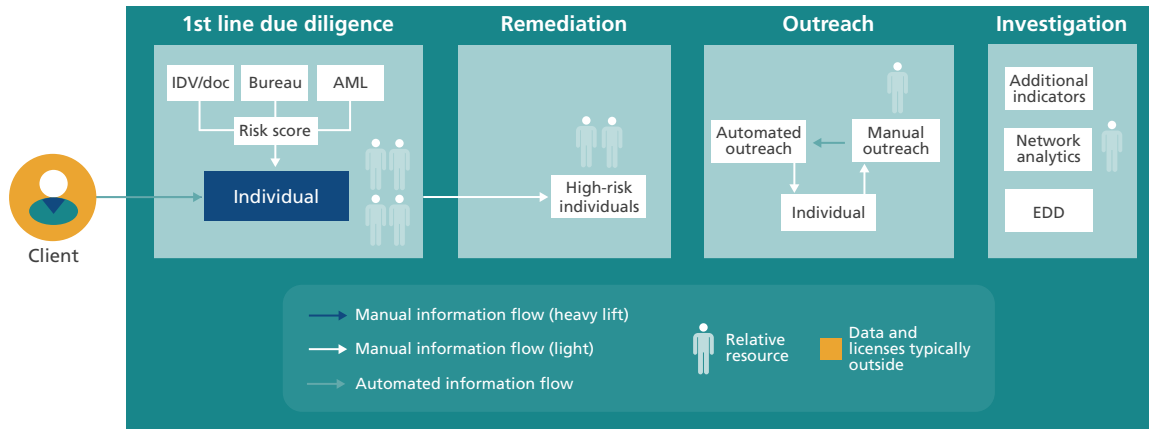 1st line due diligence
IDV/doc
Bureau
AML
Risk score
Individual
Client
Remediation
High-risk
individuals
Outreach
Automated
outreach
Manual
outreach
Individual
Investigation
Additional
indicators
Network
analytics
EDD
Manual information flow (heavy lift)
Manual information flow (light)
Automated information flow
Relative
resource
Data and
licenses typically
outside